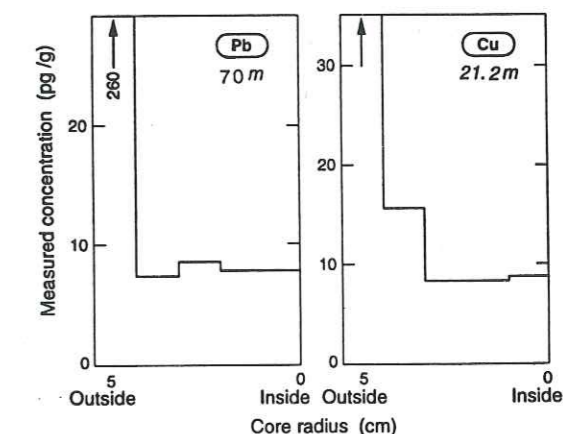 Measured concentration (pg/g)
260
Pb
70 m
20
10
0
5
0
Outside
Inside
Cu
21.2 m
30
20
10
0
5
0
Outside
Inside
Core radius (cm)